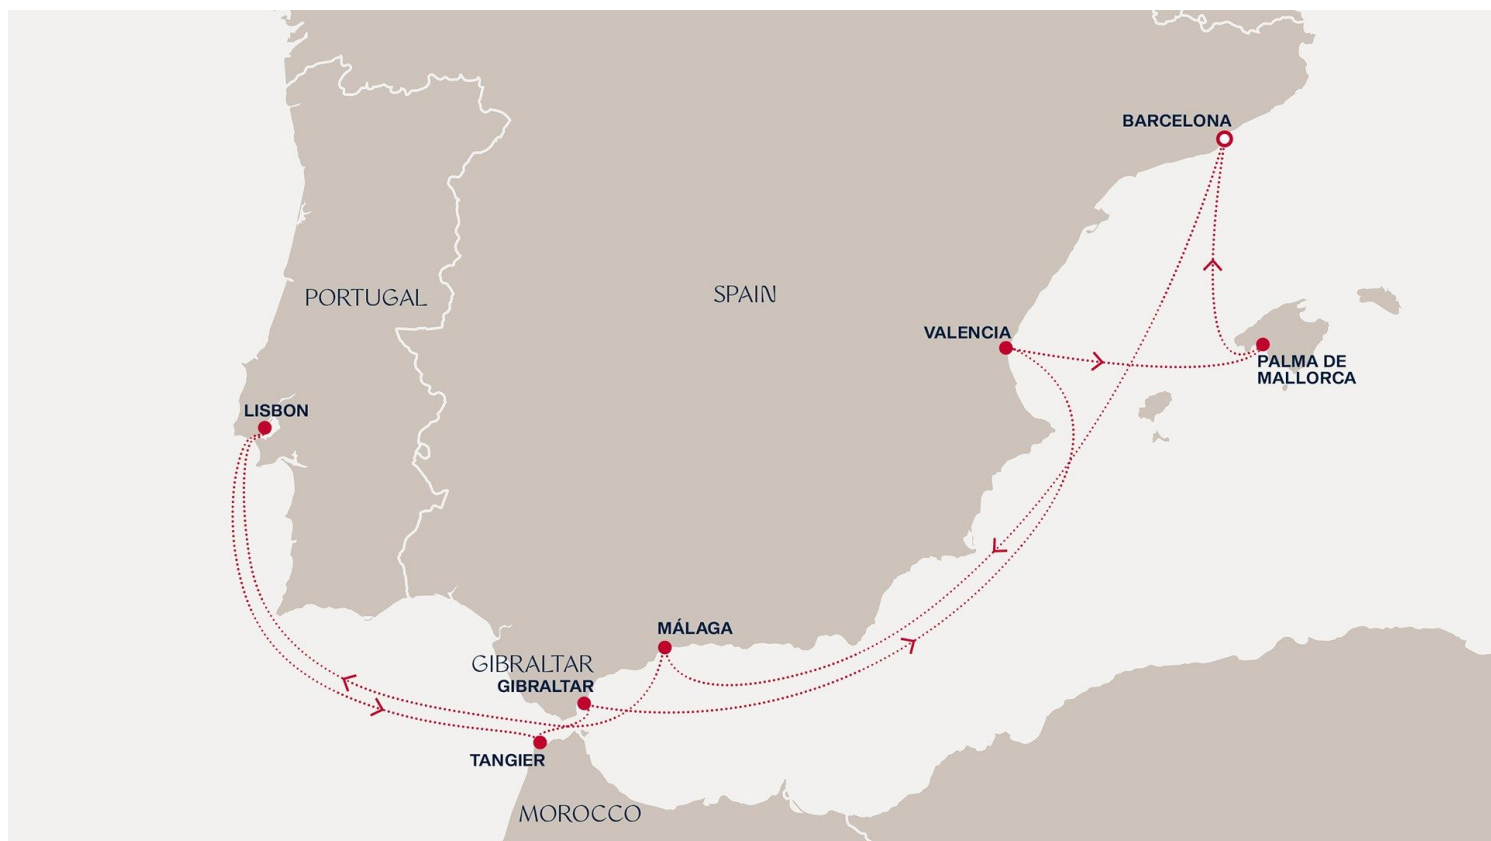 BARCELONA
PORTUGAL
SPAIN
VALENCIA
PALMA DE
MALLORCA
LISBON
MÁLAGA
GIBRALTAR
GIBRALTAR
TANGIER
MOROCCO